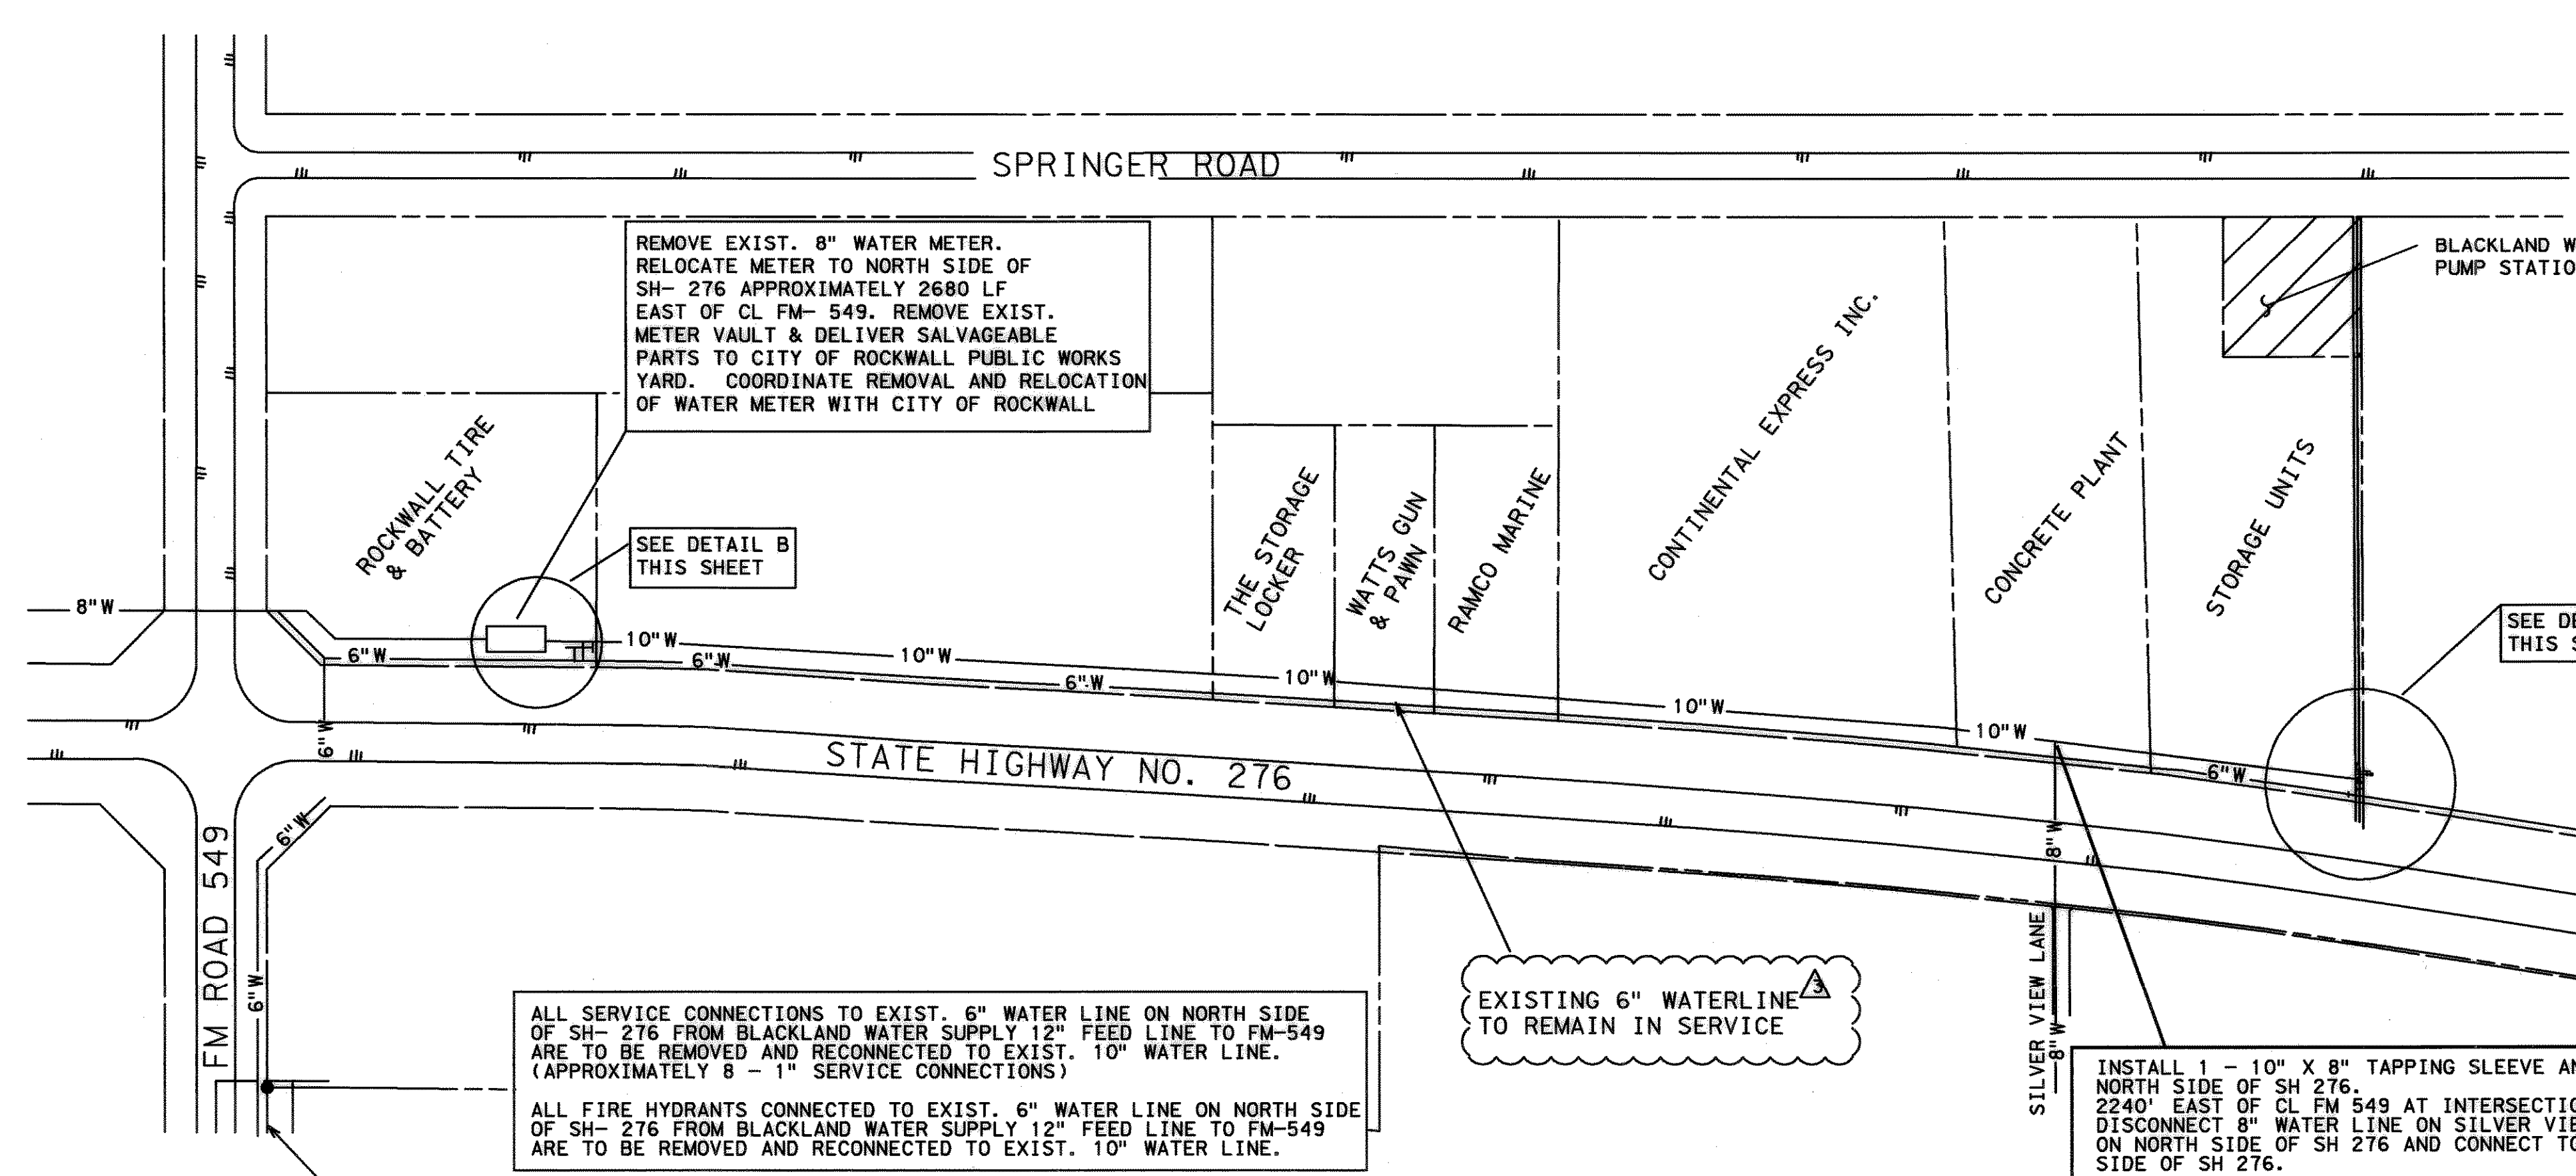 SPRINGER ROAD
REMOVE EXIST. 8" WATER METER.
RELOCATE METER TO NORTH SIDE OF
SH- 276 APPROXIMATELY 2680 LF
EAST OF CL FM- 549. REMOVE EXIST.
METER VAULT & DELIVER SALVAGEABLE
PARTS TO CITY OF ROCKWALL PUBLIC WORKS
YARD. COORDINATE REMOVAL AND RELOCATION
OF WATER METER WITH CITY OF ROCKWALL
BLACKLAND W
PUMP STATIO
ROCKWALL TIRE
& BATTERY
SEE DETAIL B
THIS SHEET
THE STORAGE
LOCKER
WATTS GUN
& PAWN
RAMCO MARINE
CONTINENTAL EXPRESS INC.
CONCRETE PLANT
STORAGE UNITS
SEE DE
THIS S
8"W
10"W
10"W
10"W
10"W
10"W
6"W
6"W
6"W
6"W
6"W
6"W
6"W
8"W
8"W
STATE HIGHWAY NO. 276
FM ROAD 549
SILVER VIEW LANE
EXISTING 6" WATERLINE
3
TO REMAIN IN SERVICE
ALL SERVICE CONNECTIONS TO EXIST. 6" WATER LINE ON NORTH SIDE
OF SH- 276 FROM BLACKLAND WATER SUPPLY 12" FEED LINE TO FM-549
ARE TO BE REMOVED AND RECONNECTED TO EXIST. 10" WATER LINE.
(APPROXIMATELY 8 - 1" SERVICE CONNECTIONS)
ALL FIRE HYDRANTS CONNECTED TO EXIST. 6" WATER LINE ON NORTH SIDE
OF SH- 276 FROM BLACKLAND WATER SUPPLY 12" FEED LINE TO FM-549
ARE TO BE REMOVED AND RECONNECTED TO EXIST. 10" WATER LINE.
INSTALL 1 - 10" X 8" TAPPING SLEEVE AN
NORTH SIDE OF SH 276.
2240' EAST OF CL FM 549 AT INTERSECTIO
DISCONNECT 8" WATER LINE ON SILVER VIE
ON NORTH SIDE OF SH 276 AND CONNECT TO
SIDE OF SH 276.